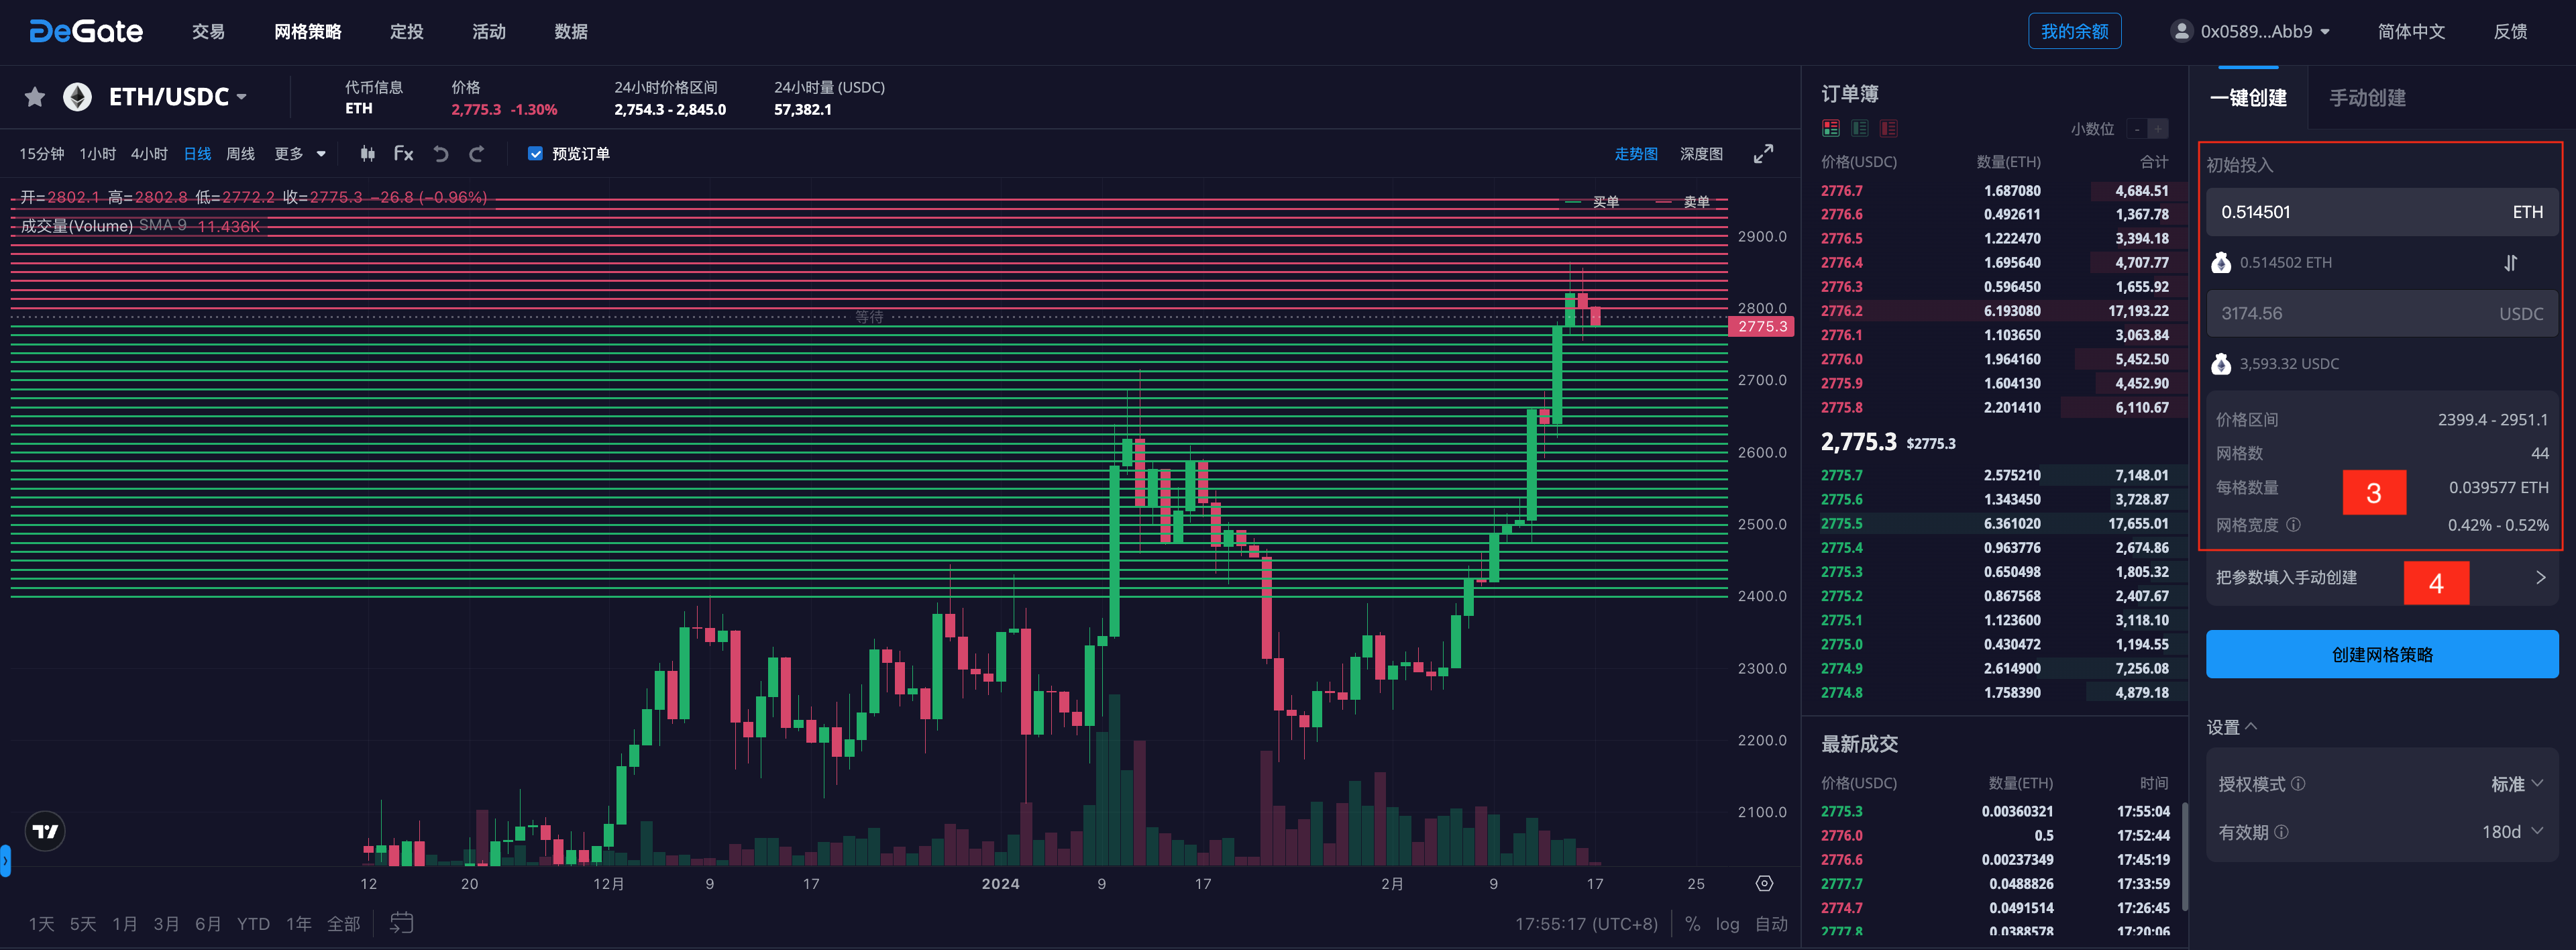 DeGate 交易 网格策略 定投 活动 数据 我的余额 0x0589...Abb9 简体中文 反馈
ETH/USDC
代币信息 价格 24小时价格区间 24小时量 (USDC)
ETH 2,775.3 -1.30% 2,754.3 - 2,845.0 57,382.1
15分钟 1小时 4小时 日线 周线 更多 Fx 预览订单 走势图 深度图
开=2802.1 高=2802.8 低=2772.2 收=2775.3 −26.8 (−0.96%)
买单 卖单
成交量(Volume) SMA 9 11.436K
等待
2900.0
2800.0
2775.3
2700.0
2600.0
2500.0
2400.0
2300.0
2200.0
2100.0
12 20 12月 9 17 2024 9 17 2月 9 17 25
1天 5天 1月 3月 6月 YTD 1年 全部 17:55:17 (UTC+8) % log 自动
订单簿
小数位 - +
价格(USDC) 数量(ETH) 合计
2776.7 1.687080 4,684.51
2776.6 0.492611 1,367.78
2776.5 1.222470 3,394.18
2776.4 1.695640 4,707.77
2776.3 0.596450 1,655.92
2776.2 6.193080 17,193.22
2776.1 1.103650 3,063.84
2776.0 1.964160 5,452.50
2775.9 1.604130 4,452.90
2775.8 2.201410 6,110.67
2,775.3 $2775.3
2775.7 2.575210 7,148.01
2775.6 1.343450 3,728.87
2775.5 6.361020 17,655.01
2775.4 0.963776 2,674.86
2775.3 0.650498 1,805.32
2775.2 0.867568 2,407.67
2775.1 1.123600 3,118.10
2775.0 0.430472 1,194.55
2774.9 2.614900 7,256.08
2774.8 1.758390 4,879.18
最新成交
价格(USDC) 数量(ETH) 时间
2775.3 0.00360321 17:55:04
2776.0 0.5 17:52:44
2776.6 0.00237349 17:45:19
2777.7 0.0488826 17:33:59
2774.7 0.0491514 17:26:45
2777.8 0.0388578 17:20:06
一键创建 手动创建
初始投入
0.514501 ETH
0.514502 ETH
3174.56 USDC
3,593.32 USDC
价格区间 2399.4 - 2951.1
网格数 44
每格数量 3 0.039577 ETH
网格宽度 0.42% - 0.52%
把参数填入手动创建 4
创建网格策略
设置
授权模式 标准
有效期 180d